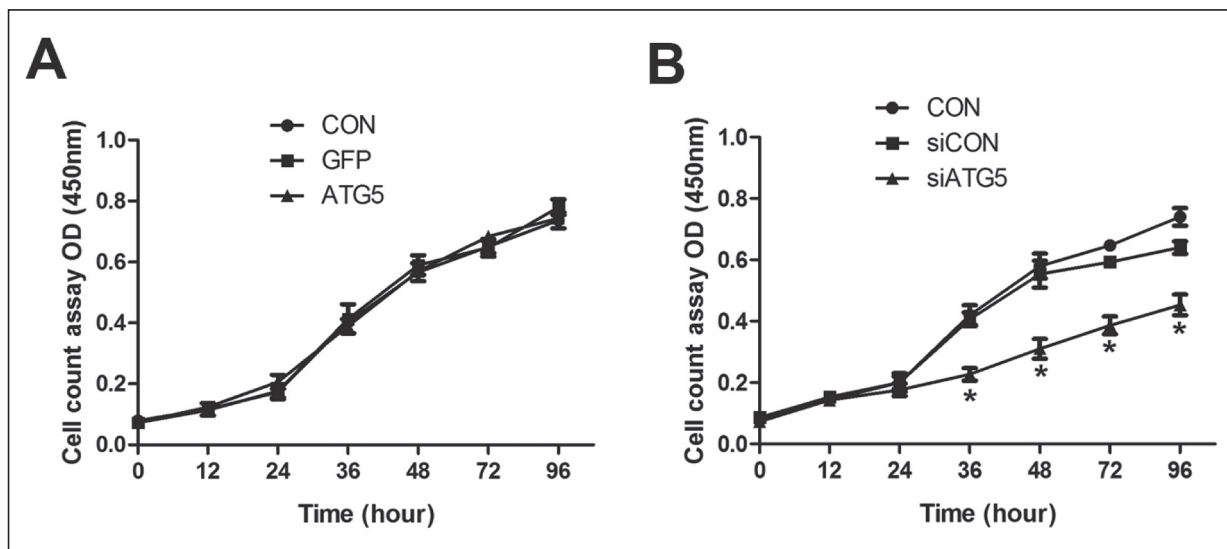 A
CON
GFP
ATG5
Cell count assay OD (450nm)
1.0
0.8
0.6
0.4
0.2
0.0
0 12 24 36 48 72 96
Time (hour)
B
CON
siCON
siATG5
Cell count assay OD (450nm)
1.0
0.8
0.6
0.4
0.2
0.0
* * * *
0 12 24 36 48 72 96
Time (hour)